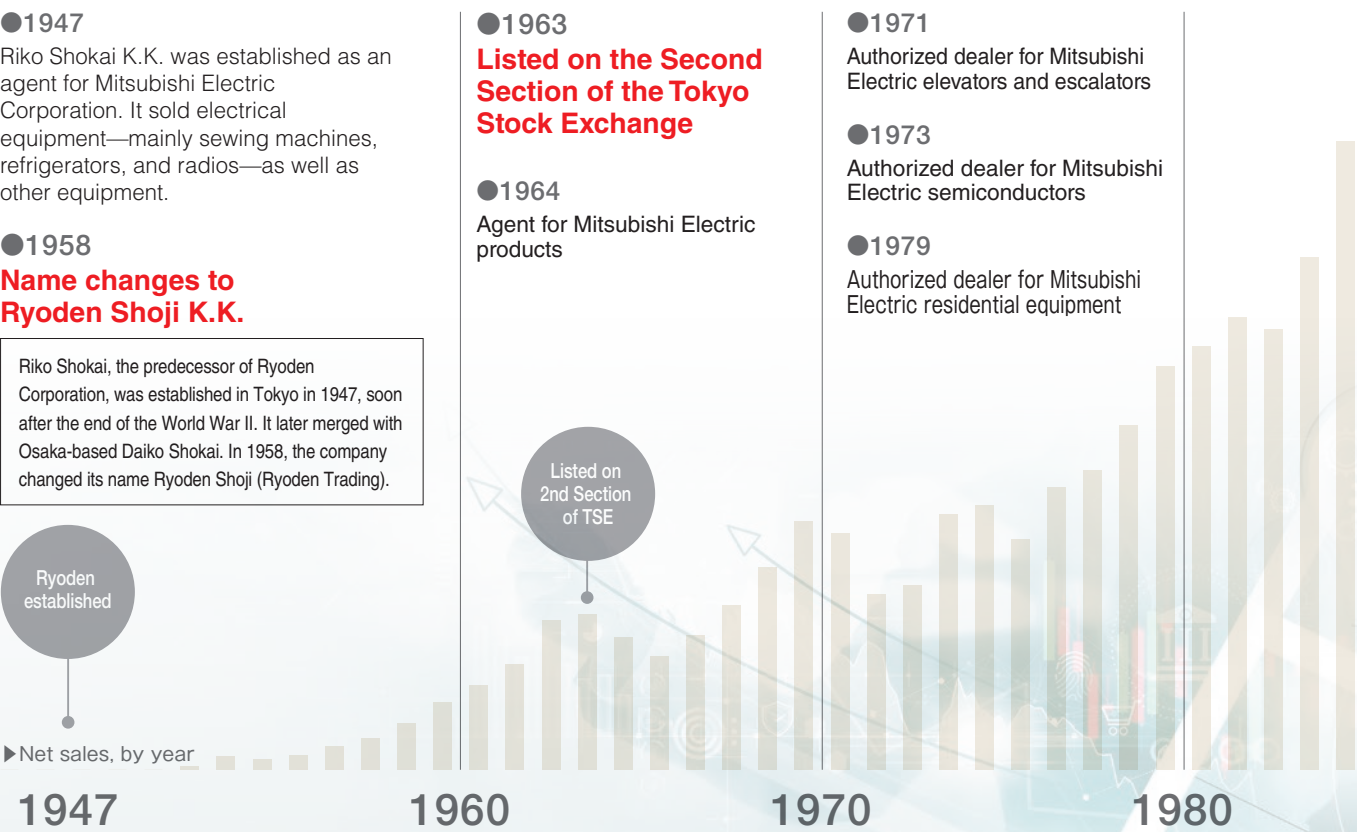 ●1947
Riko Shokai K.K. was established as an
agent for Mitsubishi Electric
Corporation. It sold electrical
equipment—mainly sewing machines,
refrigerators, and radios—as well as
other equipment.
●1958
Name changes to
Ryoden Shoji K.K.
Riko Shokai, the predecessor of Ryoden
Corporation, was established in Tokyo in 1947, soon
after the end of the World War II. It later merged with
Osaka-based Daiko Shokai. In 1958, the company
changed its name Ryoden Shoji (Ryoden Trading).
Ryoden
established
●1963
Listed on the Second
Section of the Tokyo
Stock Exchange
●1964
Agent for Mitsubishi Electric
products
Listed on
2nd Section
of TSE
●1971
Authorized dealer for Mitsubishi
Electric elevators and escalators
●1973
Authorized dealer for Mitsubishi
Electric semiconductors
●1979
Authorized dealer for Mitsubishi
Electric residential equipment
▶Net sales, by year
1947
1960
1970
1980